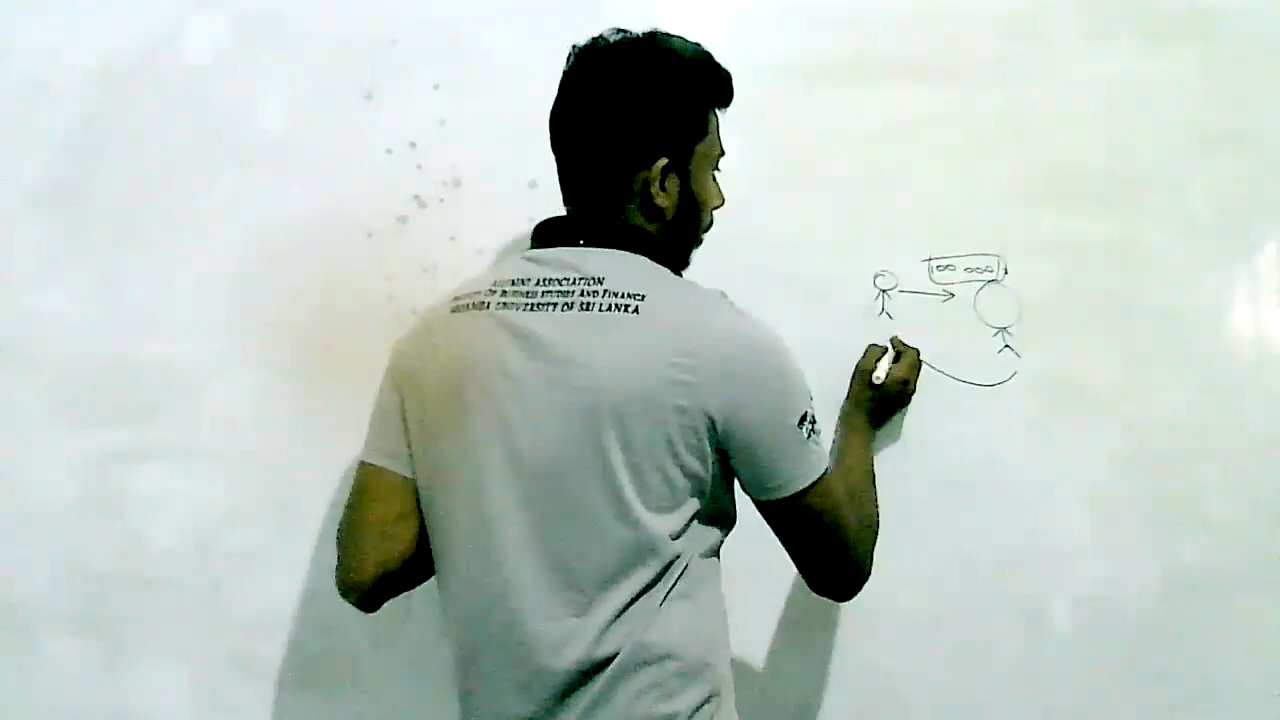 ALUMNI ASSOCIATION
OF BUSINESS STUDIES AND FINANCE
UNIVERSITY OF SRI LANKA